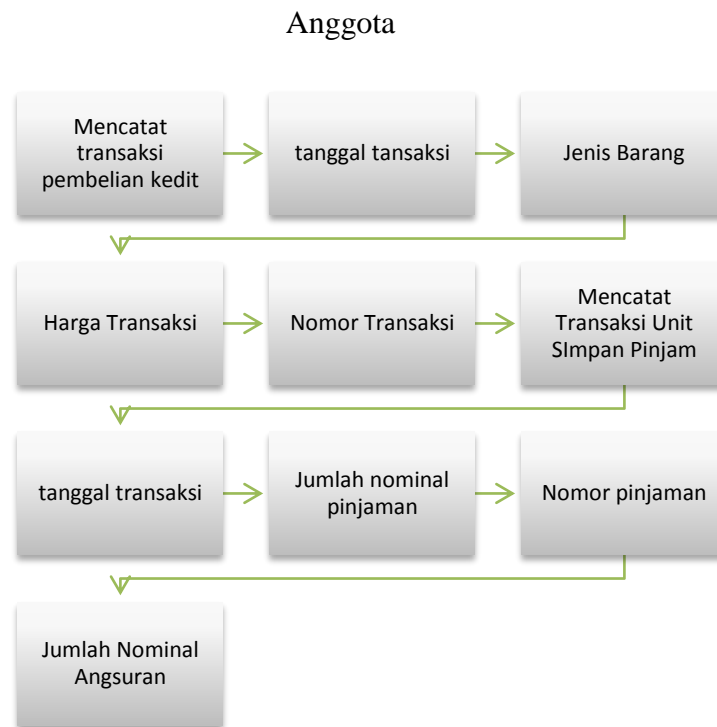 Anggota
Mencatat
transaksi
pembelian kedit
tanggal tansaksi
Jenis Barang
Harga Transaksi
Nomor Transaksi
Mencatat
Transaksi Unit
SImpan Pinjam
tanggal transaksi
Jumlah nominal
pinjaman
Nomor pinjaman
Jumlah Nominal
Angsuran